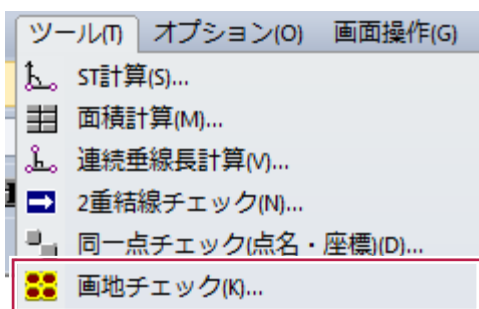 ツール(T) オプション(O) 画面操作(G)
ST計算(S)...
面積計算(M)...
連続垂線長計算(V)...
2重結線チェック(N)...
同一点チェック(点名・座標)(D)...
画地チェック(K)...